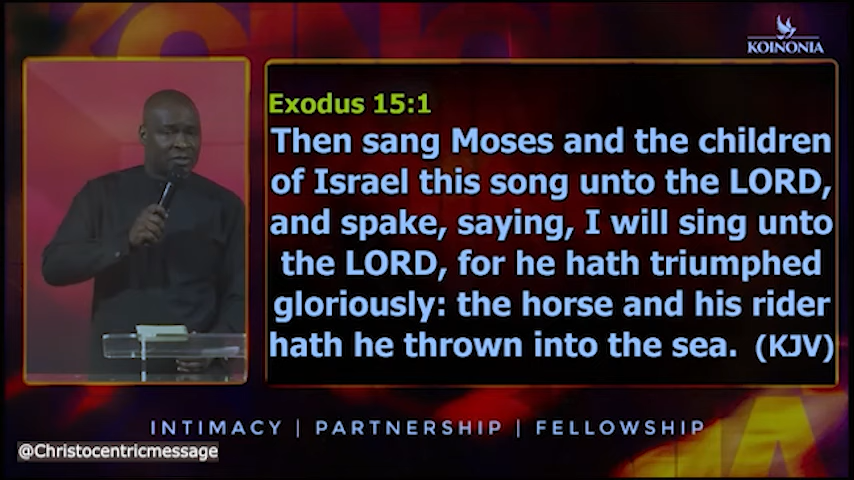 KOINONIA
Exodus 15:1
Then sang Moses and the children
of Israel this song unto the LORD,
and spake, saying, I will sing unto
the LORD, for he hath triumphed
gloriously: the horse and his rider
hath he thrown into the sea. (KJV)
INTIMACY | PARTNERSHIP | FELLOWSHIP
@Christocentricmessage